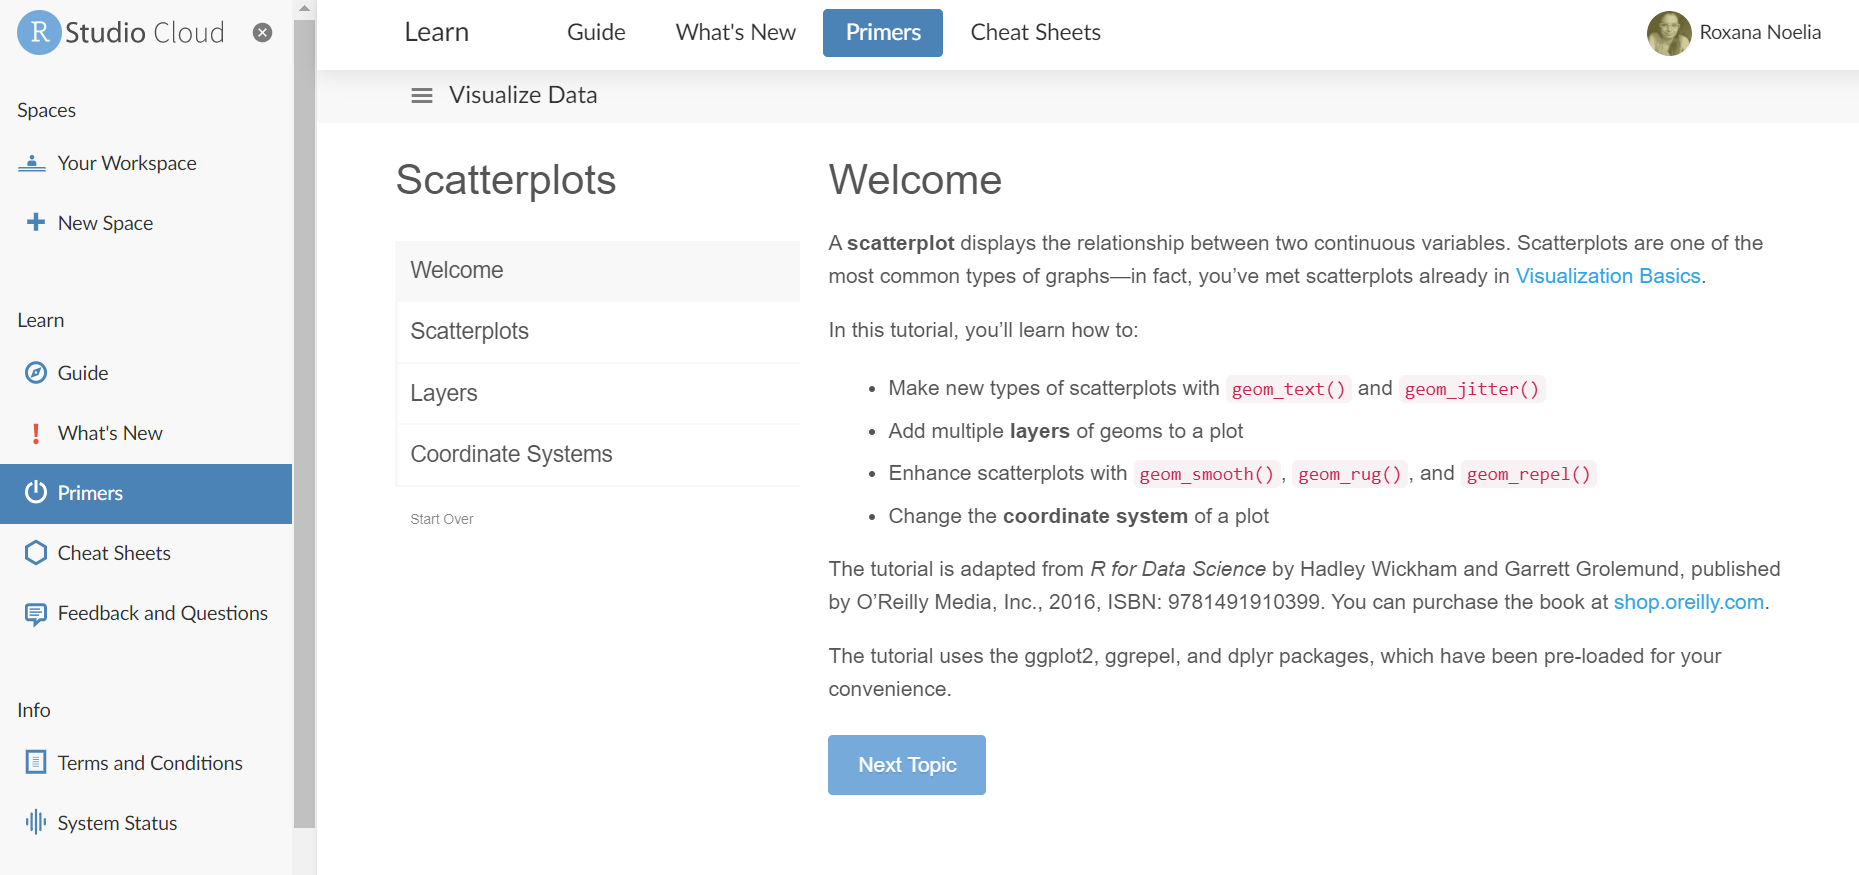 R Studio Cloud
Spaces
Your Workspace
New Space
Learn
Guide
What's New
Primers
Cheat Sheets
Feedback and Questions
Info
Terms and Conditions
System Status
Learn
Guide
What's New
Primers
Cheat Sheets
Roxana Noelia
Visualize Data
Scatterplots
Welcome
Scatterplots
Layers
Coordinate Systems
Start Over
Welcome
A scatterplot displays the relationship between two continuous variables. Scatterplots are one of the
most common types of graphs—in fact, you’ve met scatterplots already in Visualization Basics.
In this tutorial, you’ll learn how to:
• Make new types of scatterplots with geom_text() and geom_jitter()
• Add multiple layers of geoms to a plot
• Enhance scatterplots with geom_smooth(), geom_rug(), and geom_repel()
• Change the coordinate system of a plot
The tutorial is adapted from R for Data Science by Hadley Wickham and Garrett Grolemund, published
by O’Reilly Media, Inc., 2016, ISBN: 9781491910399. You can purchase the book at shop.oreilly.com.
The tutorial uses the ggplot2, ggrepel, and dplyr packages, which have been pre-loaded for your
convenience.
Next Topic